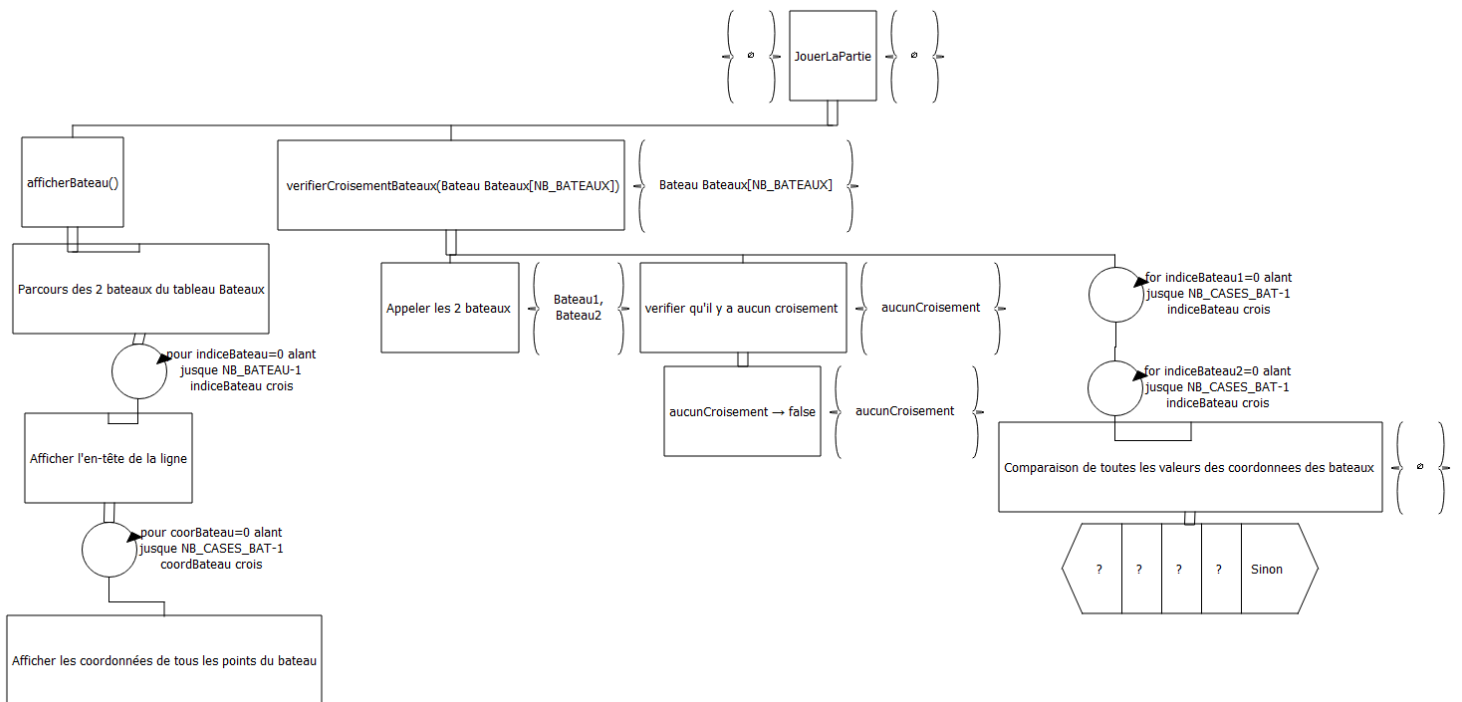 ∅
JouerLaPartie
∅
afficherBateau()
verifierCroisementBateaux(Bateau Bateaux[NB_BATEAUX])
Bateau Bateaux[NB_BATEAUX]
Parcours des 2 bateaux du tableau Bateaux
pour indiceBateau=0 alant
jusque NB_BATEAU-1
indiceBateau crois
Afficher l'en-tête de la ligne
pour coorBateau=0 alant
jusque NB_CASES_BAT-1
coordBateau crois
Afficher les coordonnées de tous les points du bateau
Appeler les 2 bateaux
Bateau1,
Bateau2
verifier qu'il y a aucun croisement
aucunCroisement
aucunCroisement → false
aucunCroisement
for indiceBateau1=0 alant
jusque NB_CASES_BAT-1
indiceBateau crois
for indiceBateau2=0 alant
jusque NB_CASES_BAT-1
indiceBateau crois
Comparaison de toutes les valeurs des coordonnees des bateaux
∅
? ? ? ? Sinon